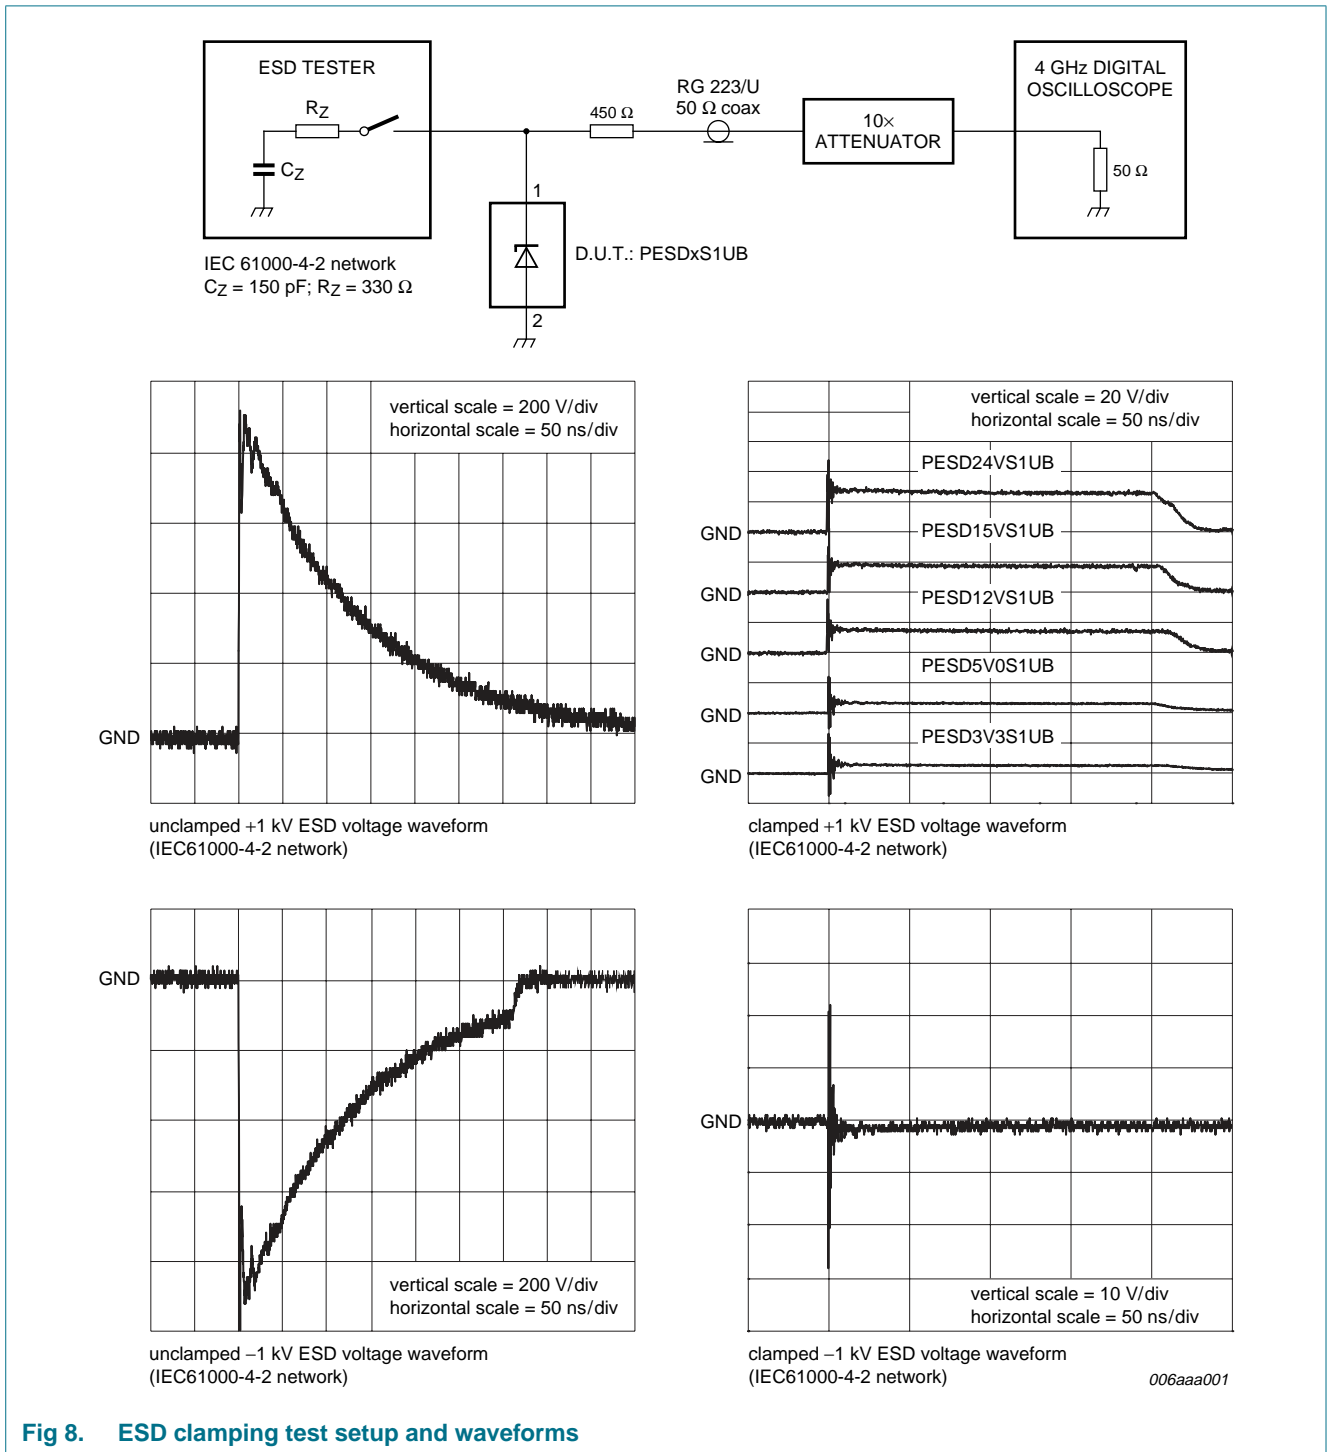 ESD TESTER
RZ
CZ
IEC 61000-4-2 network
CZ = 150 pF; RZ = 330 Ω
450 Ω
RG 223/U
50 Ω coax
10×
ATTENUATOR
4 GHz DIGITAL
OSCILLOSCOPE
50 Ω
1
D.U.T.: PESDxS1UB
2
vertical scale = 200 V/div
horizontal scale = 50 ns/div
GND
unclamped +1 kV ESD voltage waveform
(IEC61000-4-2 network)
vertical scale = 20 V/div
horizontal scale = 50 ns/div
PESD24VS1UB
GND
PESD15VS1UB
GND
PESD12VS1UB
GND
PESD5V0S1UB
GND
PESD3V3S1UB
GND
clamped +1 kV ESD voltage waveform
(IEC61000-4-2 network)
GND
vertical scale = 200 V/div
horizontal scale = 50 ns/div
unclamped −1 kV ESD voltage waveform
(IEC61000-4-2 network)
GND
vertical scale = 10 V/div
horizontal scale = 50 ns/div
clamped −1 kV ESD voltage waveform
(IEC61000-4-2 network)
006aaa001
Fig 8. ESD clamping test setup and waveforms